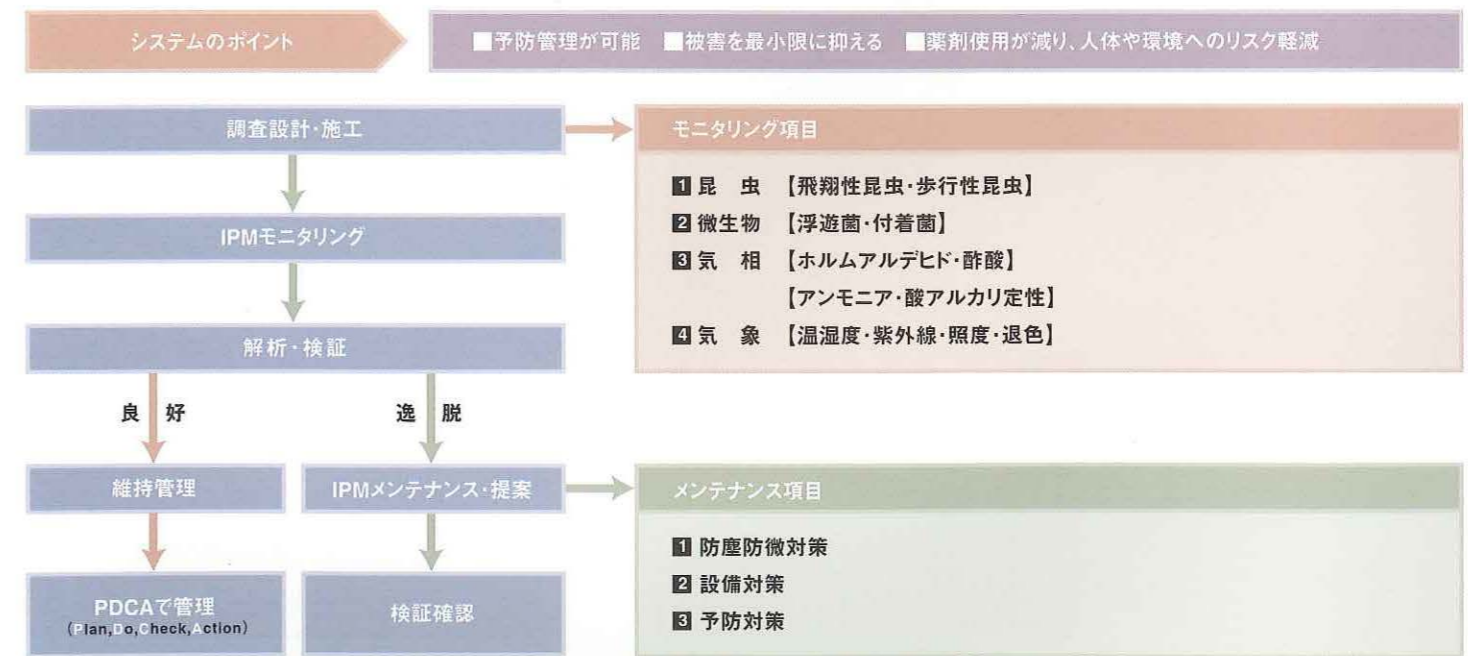 システムのポイント
■予防管理が可能 ■被害を最小限に抑える ■薬剤使用が減り、人体や環境へのリスク軽減
調査設計・施工
モニタリング項目
1 昆 虫 【飛翔性昆虫・歩行性昆虫】
2 微生物 【浮遊菌・付着菌】
3 気 相 【ホルムアルデヒド・酢酸】
【アンモニア・酸アルカリ定性】
4 気 象 【温湿度・紫外線・照度・退色】
IPMモニタリング
解析・検証
良 好
逸 脱
維持管理
IPMメンテナンス・提案
メンテナンス項目
1 防塵防微対策
2 設備対策
3 予防対策
PDCAで管理
(Plan,Do,Check,Action)
検証確認